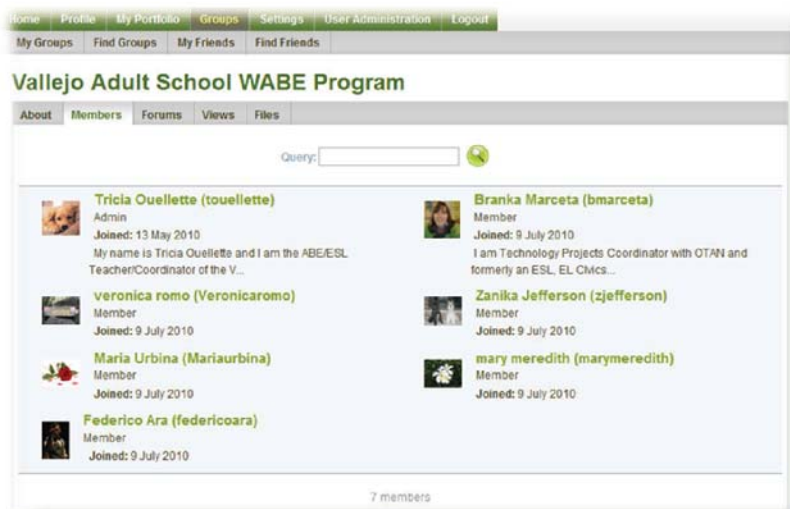 Home Profile My Portfolio Groups Settings User Administration Logout
My Groups Find Groups My Friends Find Friends
Vallejo Adult School WABE Program
About Members Forums Views Files
Query:
Tricia Ouellette (touellette)
Admin
Joined: 13 May 2010
My name is Tricia Ouellette and I am the ABE/ESL
Teacher/Coordinator of the V...
Branka Marceta (bmarceta)
Member
Joined: 9 July 2010
I am Technology Projects Coordinator with OTAN and
formerly an ESL, EL Civics...
veronica romo (Veronicaromo)
Member
Joined: 9 July 2010
Zanika Jefferson (zjefferson)
Member
Joined: 9 July 2010
Maria Urbina (Mariaurbina)
Member
Joined: 9 July 2010
mary meredith (marymeredith)
Member
Joined: 9 July 2010
Federico Ara (federicoara)
Member
Joined: 9 July 2010
7 members